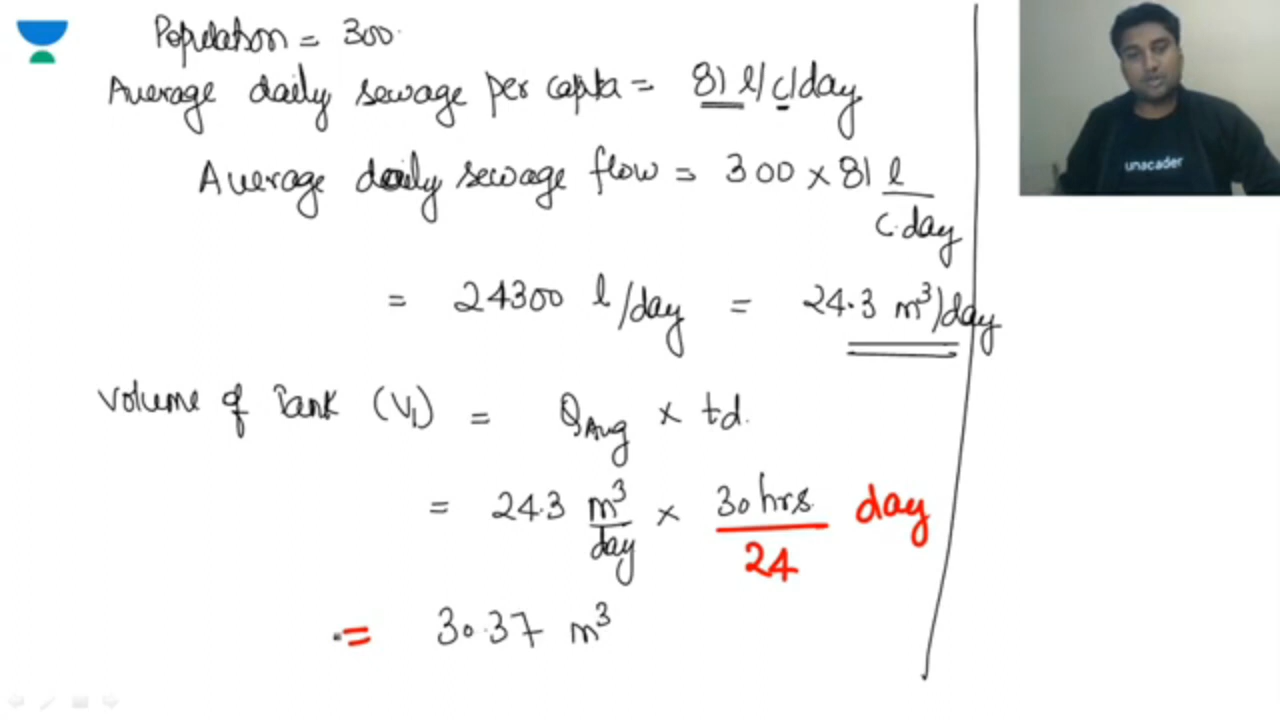 Population = 300.
Average daily sewage per capita = 81 l/c/day
Average daily sewage flow = 300 x 81 l/c.day
= 24300 l/day = 24.3 m³/day
Volume of Tank (V₁) = QAvg x td.
= 24.3 m³/day x 30 hrs/24 day
= 30.37 m³
unacader